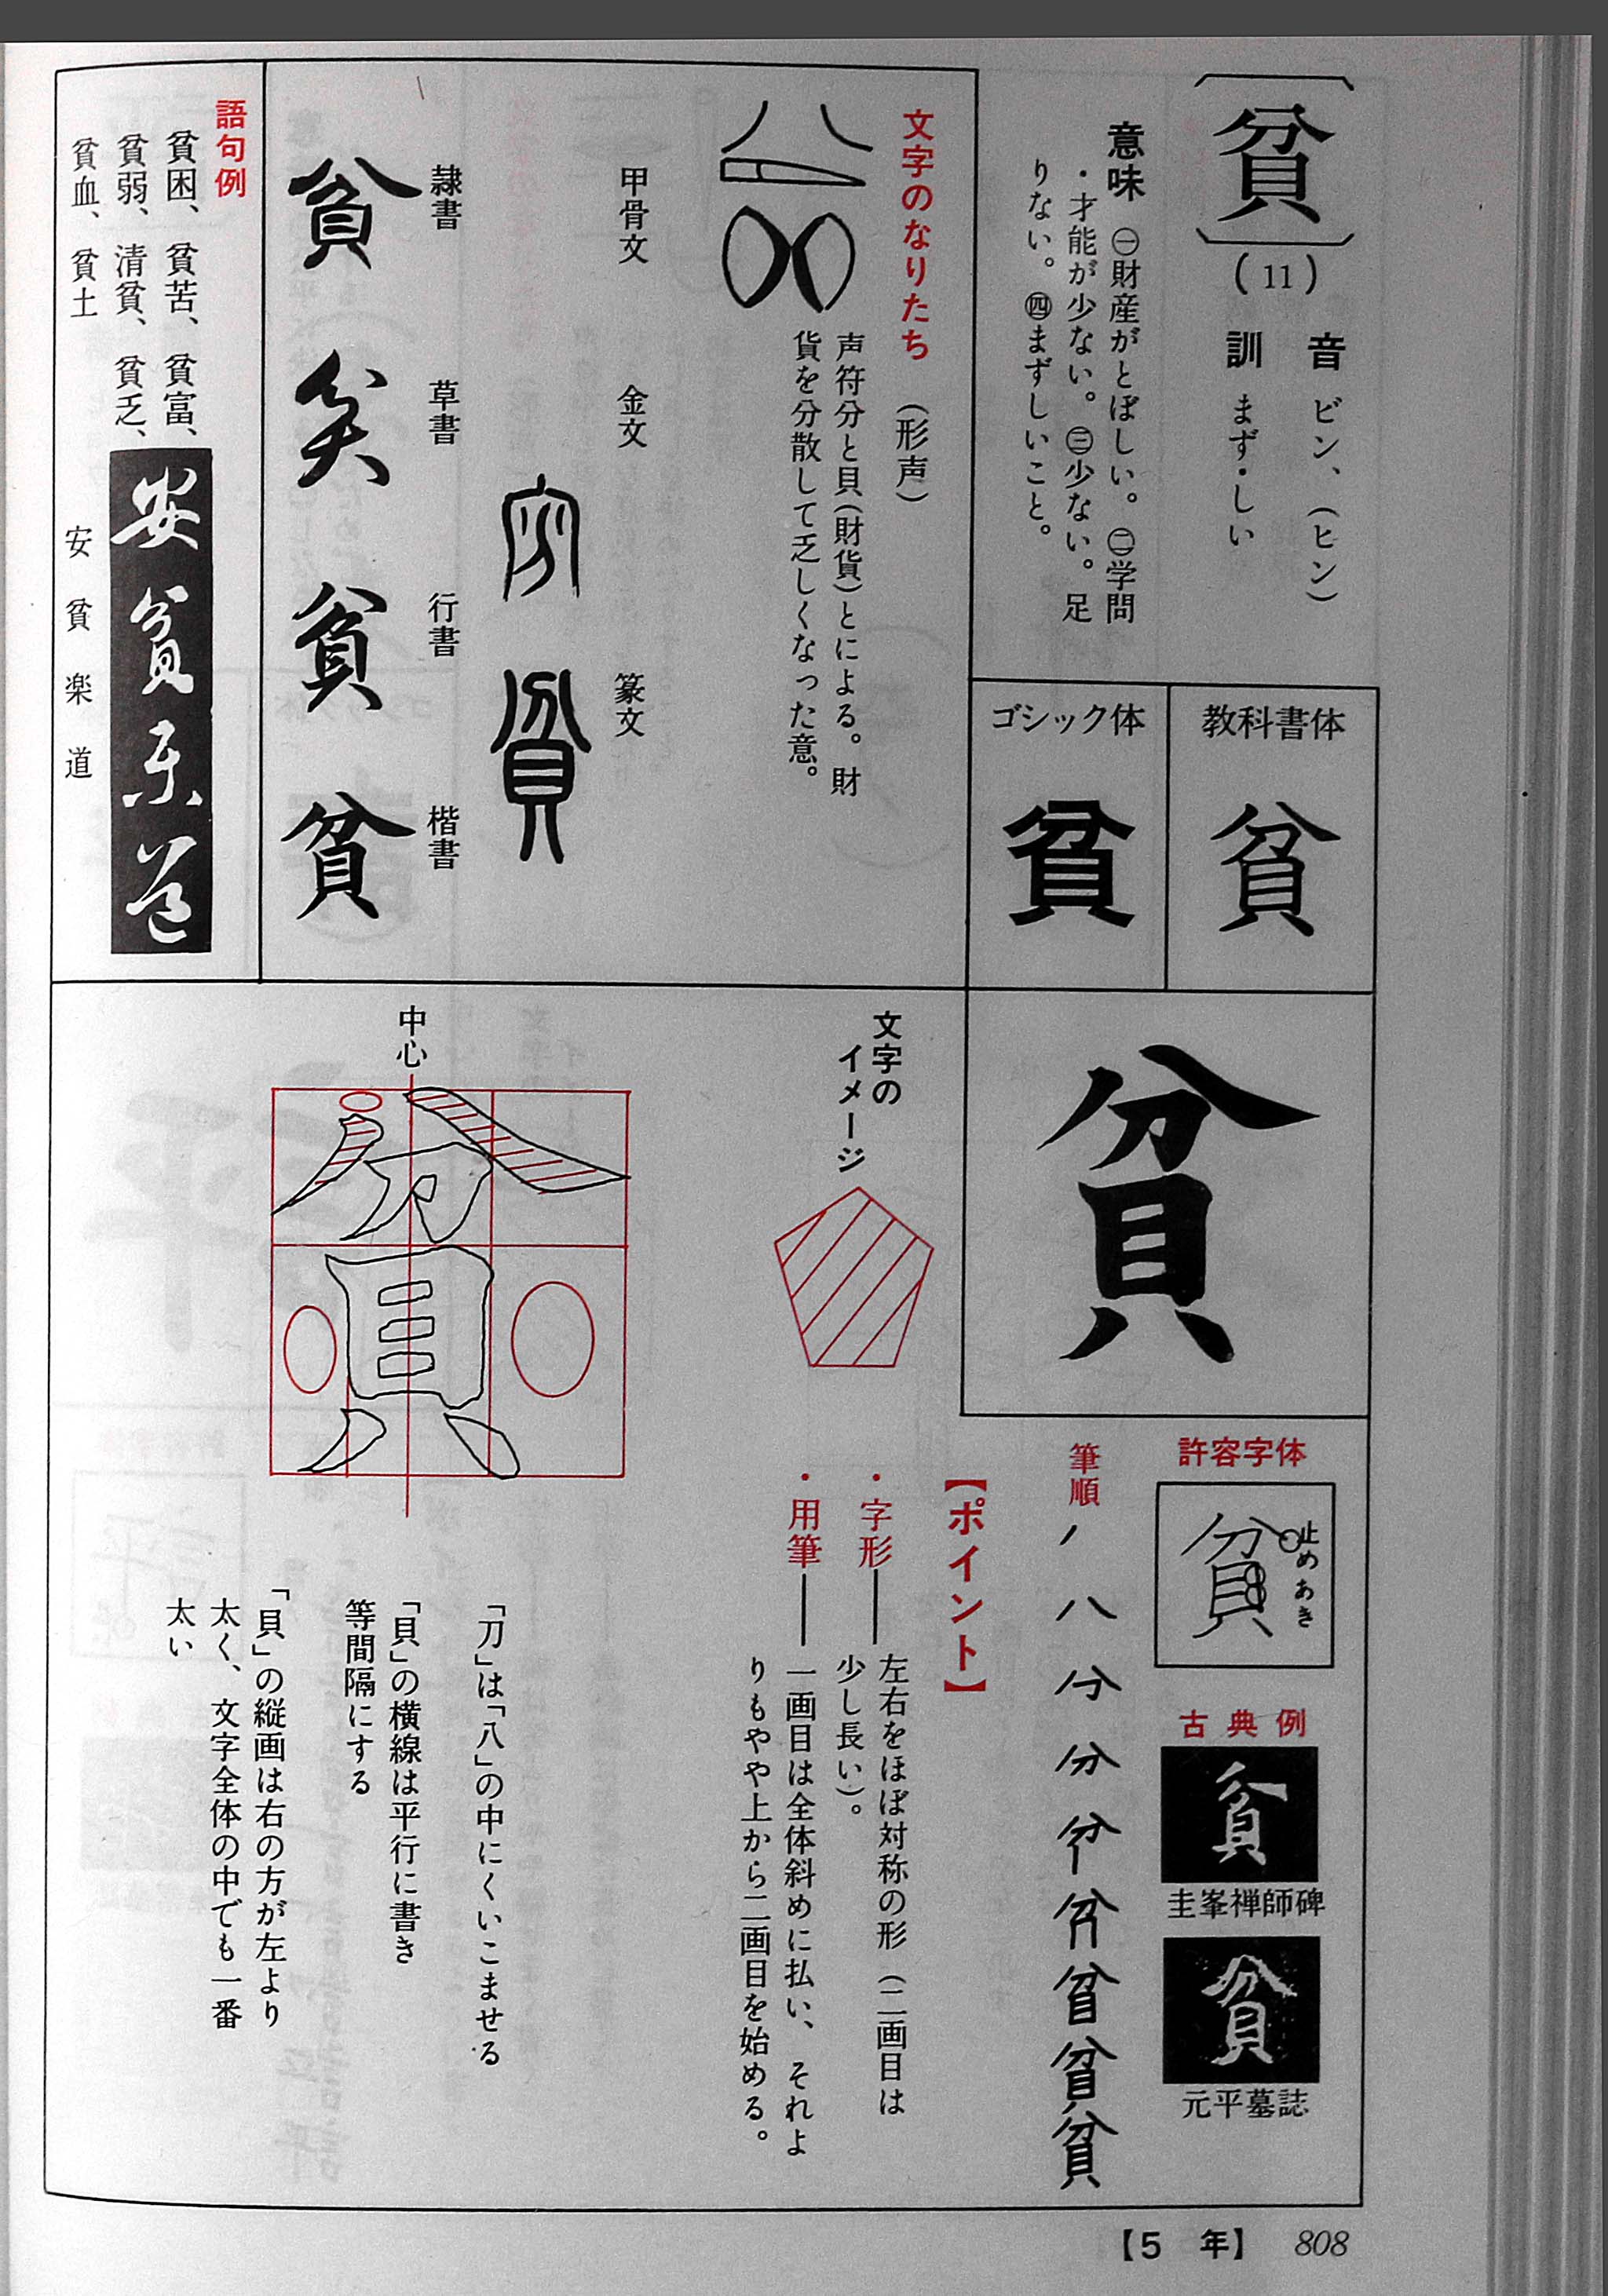 貧
(11)
音 ビン、(ヒン)
訓 まず・しい
意味 ㊀財産がとぼしい。㊁学問
・才能が少ない。㊂少ない。足
りない。㊃まずしいこと。
教科書体
貧
ゴシック体
貧
貧
文字のなりたち (形声)
声符分と貝(財貨)とによる。財
貨を分散して乏しくなった意。
甲骨文
金文
篆文
貧
隷書
草書
行書
楷書
貧
貧
貧
貧
語句例
貧困、貧苦、貧富、
貧弱、清貧、貧乏、
貧血、貧土
安貧楽道
安貧楽道
許容字体
貧
止め
あき
古典例
貧
圭峯禅師碑
貧
元平墓誌
筆順
ノ 八 分 分 貧 貧
文字の
イメージ
【ポイント】
・字形――左右をほぼ対称の形(二画目は
少し長い)。
・用筆――一画目は全体斜めに払い、それよ
りもやや上から二画目を始める。
中心
貧
「刀」は「八」の中にくいこませる
「貝」の横線は平行に書き
等間隔にする
「貝」の縦画は右の方が左より
太く、文字全体の中でも一番
太い
【5 年】 808